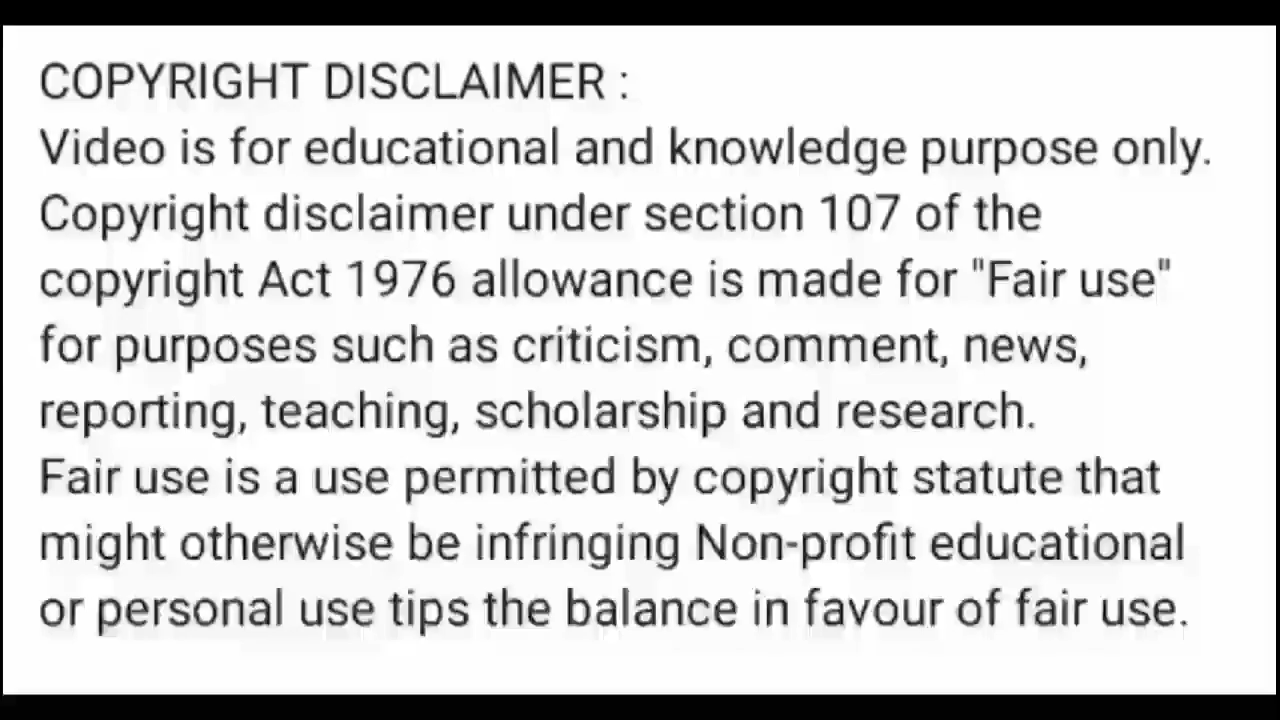 COPYRIGHT DISCLAIMER :
Video is for educational and knowledge purpose only.
Copyright disclaimer under section 107 of the
copyright Act 1976 allowance is made for "Fair use"
for purposes such as criticism, comment, news,
reporting, teaching, scholarship and research.
Fair use is a use permitted by copyright statute that
might otherwise be infringing Non-profit educational
or personal use tips the balance in favour of fair use.